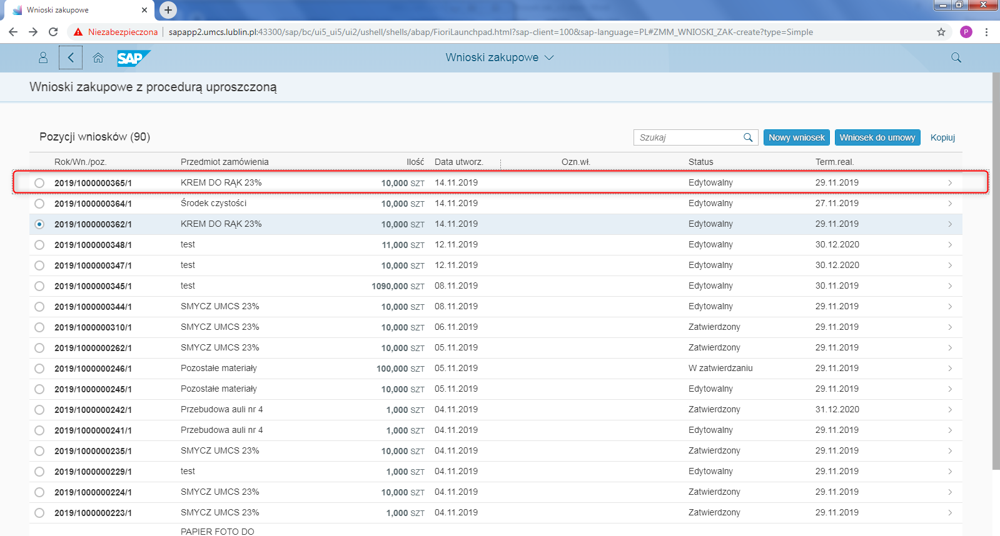 Wnioski zakupowe
Niezabezpieczona sapapp2.umcs.lublin.pl:43300/sap/bc/ui5_ui5/ui2/ushell/shells/abap/FioriLaunchpad.html?sap-client=100&sap-language=PL#ZMM_WNIOSKI_ZAK-create?type=Simple P
SAP Wnioski zakupowe
Wnioski zakupowe z procedurą uproszczoną
Pozycji wniosków (90) Szukaj Nowy wniosek Wniosek do umowy Kopiuj
Rok/Wn./poz. Przedmiot zamówienia Ilość Data utworz. Ozn.wł. Status Term.real.
2019/1000000365/1 KREM DO RĄK 23% 10,000 SZT 14.11.2019 Edytowalny 29.11.2019
2019/1000000364/1 Środek czystości 10,000 SZT 14.11.2019 Edytowalny 27.11.2019
2019/1000000362/1 KREM DO RĄK 23% 10,000 SZT 14.11.2019 Edytowalny 29.11.2019
2019/1000000348/1 test 11,000 SZT 12.11.2019 Edytowalny 30.12.2020
2019/1000000347/1 test 10,000 SZT 12.11.2019 Edytowalny 30.12.2020
2019/1000000345/1 test 1090,000 SZT 08.11.2019 Edytowalny 30.11.2019
2019/1000000344/1 SMYCZ UMCS 23% 10,000 SZT 08.11.2019 Edytowalny 29.11.2019
2019/1000000310/1 SMYCZ UMCS 23% 10,000 SZT 06.11.2019 Zatwierdzony 29.11.2019
2019/1000000262/1 SMYCZ UMCS 23% 10,000 SZT 05.11.2019 Zatwierdzony 29.11.2019
2019/1000000246/1 Pozostałe materiały 100,000 SZT 05.11.2019 W zatwierdzaniu 29.11.2019
2019/1000000245/1 Pozostałe materiały 10,000 SZT 05.11.2019 Edytowalny 29.11.2019
2019/1000000242/1 Przebudowa auli nr 4 1,000 SZT 04.11.2019 Zatwierdzony 31.12.2020
2019/1000000241/1 Przebudowa auli nr 4 1,000 SZT 04.11.2019 Edytowalny 29.11.2019
2019/1000000235/1 SMYCZ UMCS 23% 10,000 SZT 04.11.2019 Zatwierdzony 29.11.2019
2019/1000000229/1 test 1,000 SZT 04.11.2019 Edytowalny 29.11.2019
2019/1000000224/1 SMYCZ UMCS 23% 10,000 SZT 04.11.2019 Zatwierdzony 29.11.2019
2019/1000000223/1 SMYCZ UMCS 23% 1,000 SZT 04.11.2019 Zatwierdzony 29.11.2019
PAPIER FOTO DO